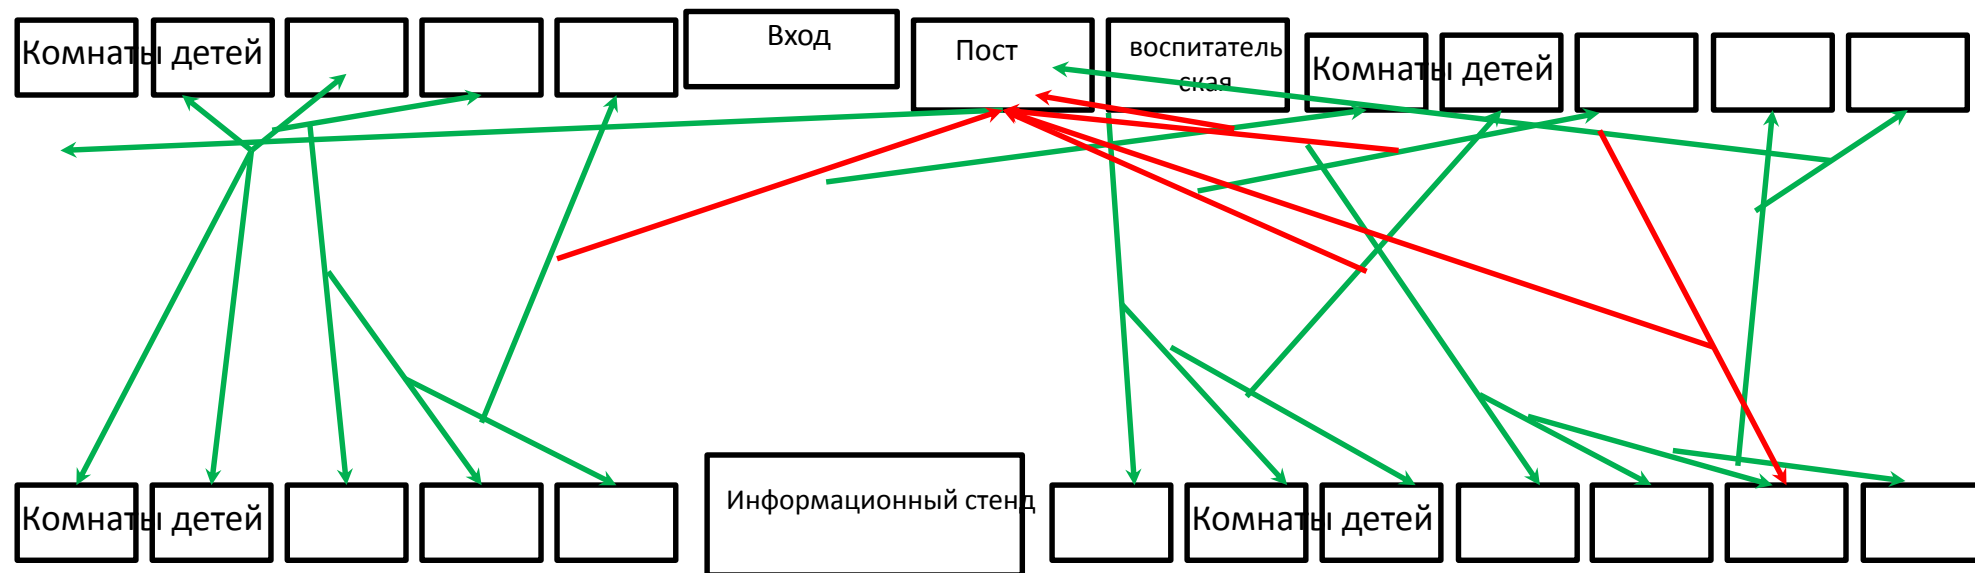 Комнаты детей
Вход
Пост
воспитатель
ская
Комнаты детей
Комнаты детей
Информационный стенд
Комнаты детей